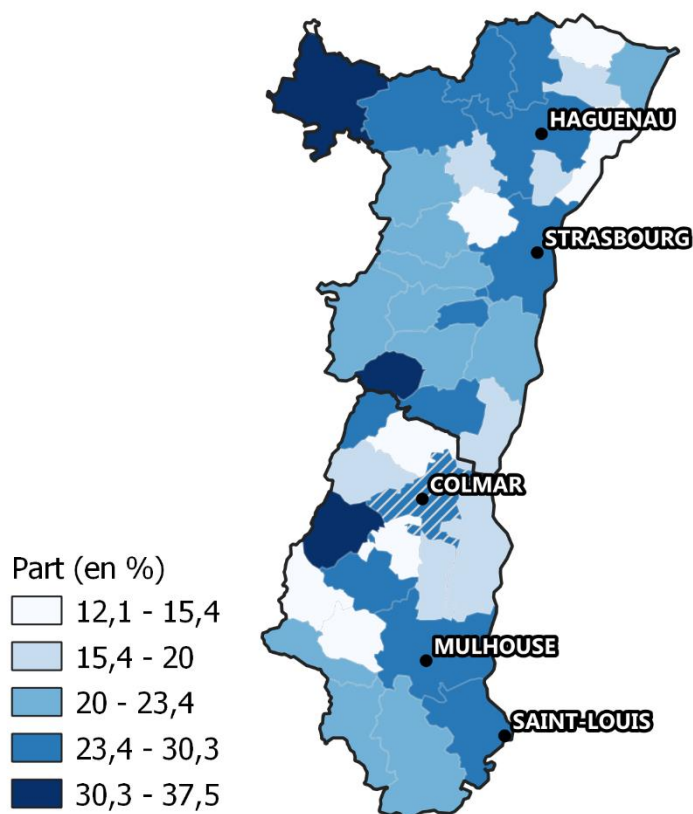 HAGUENAU
STRASBOURG
COLMAR
Part (en %)
12,1 - 15,4
15,4 - 20
20 - 23,4
23,4 - 30,3
30,3 - 37,5
MULHOUSE
SAINT-LOUIS